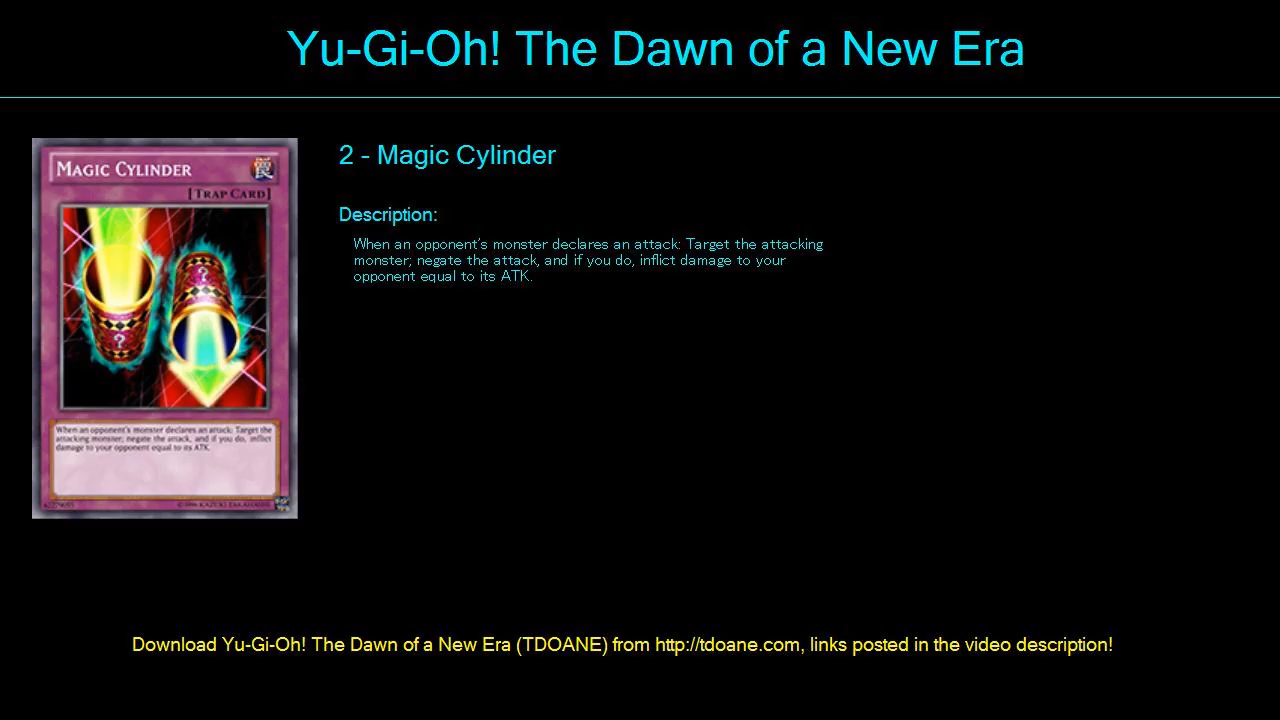 Yu-Gi-Oh! The Dawn of a New Era
MAGIC CYLINDER
罠
[TRAP CARD]
?
?
When an opponent's monster declares an attack: Target the
attacking monster; negate the attack, and if you do, inflict
damage to your opponent equal to its ATK.
©1996 KAZUKI TAKAHASHI
2 - Magic Cylinder
Description:
When an opponent's monster declares an attack: Target the attacking
monster; negate the attack, and if you do, inflict damage to your
opponent equal to its ATK.
Download Yu-Gi-Oh! The Dawn of a New Era (TDOANE) from http://tdoane.com, links posted in the video description!